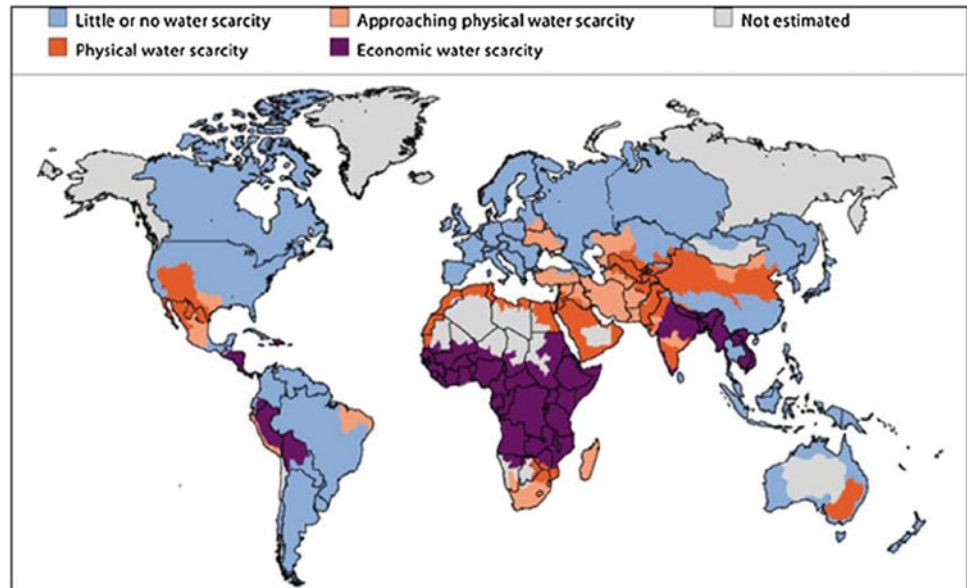 Little or no water scarcity Approaching physical water scarcity Not estimated
Physical water scarcity Economic water scarcity